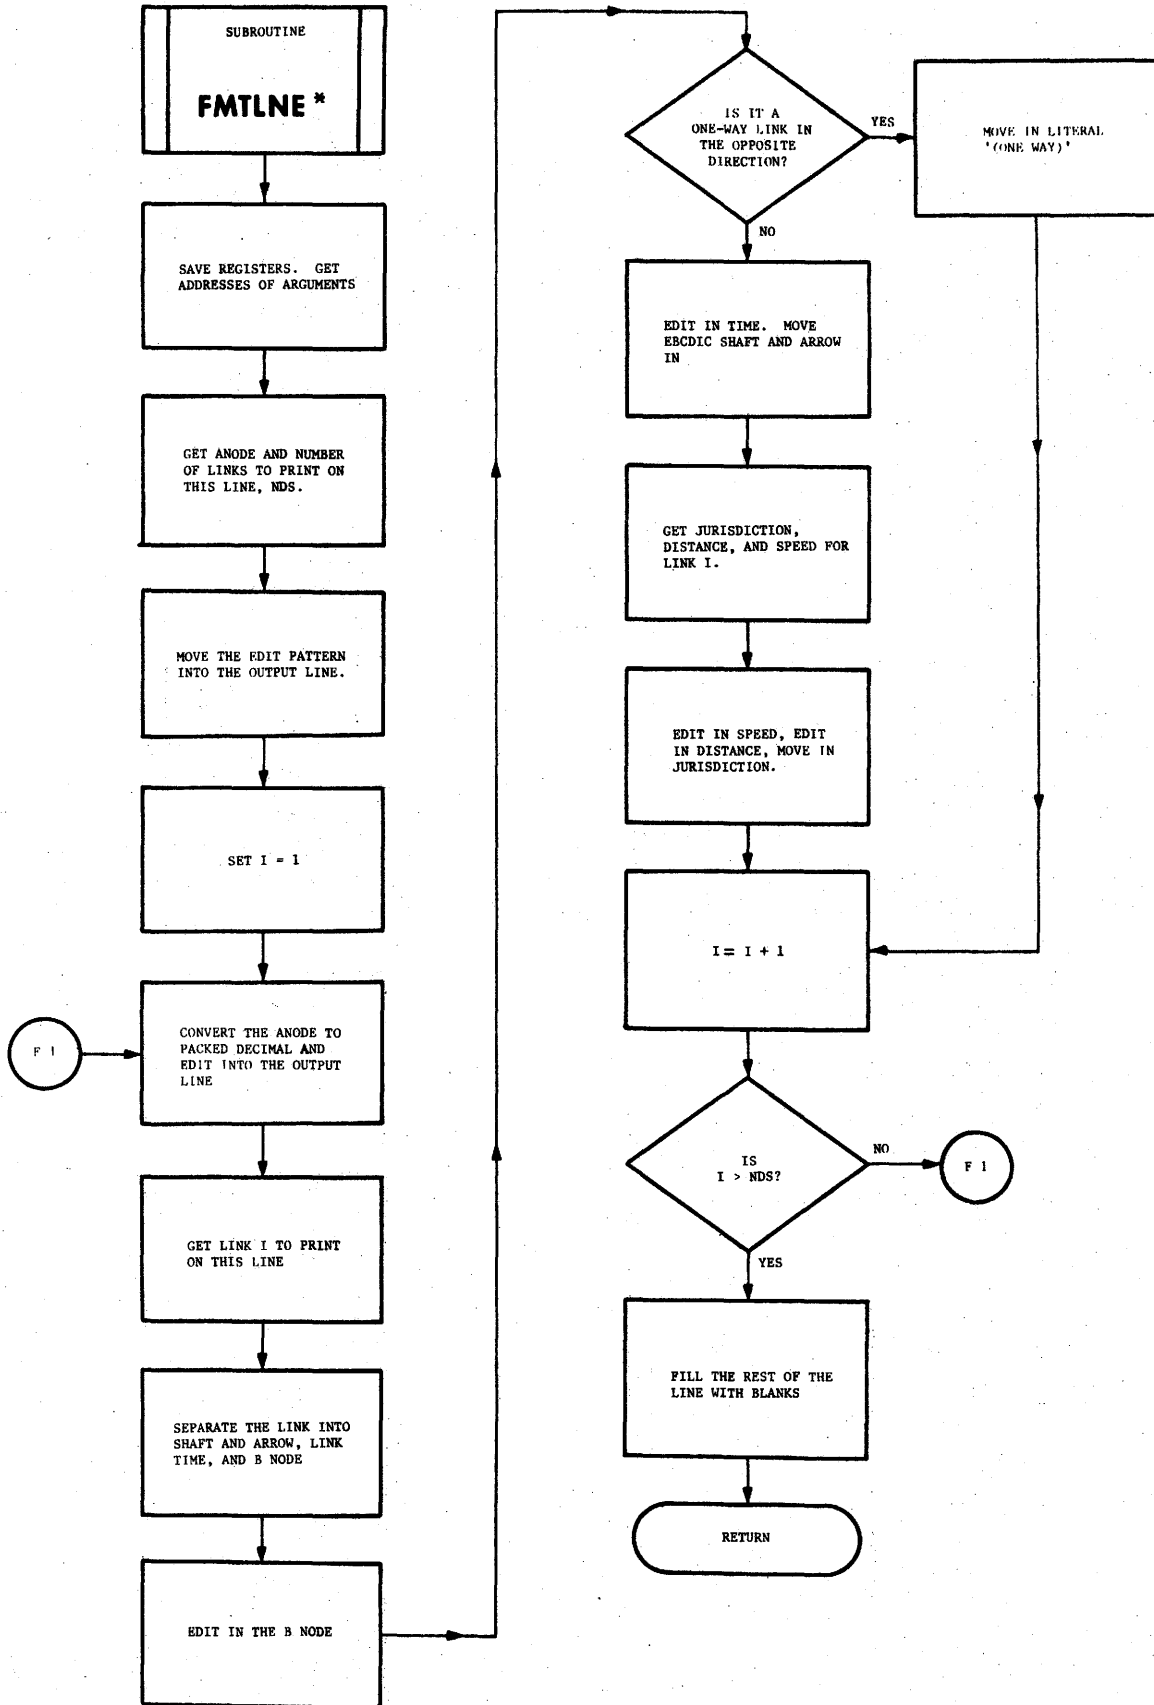 SUBROUTINE
FMTLNE *
SAVE REGISTERS. GET
ADDRESSES OF ARGUMENTS
GET ANODE AND NUMBER
OF LINKS TO PRINT ON
THIS LINE, NDS.
MOVE THE EDIT PATTERN
INTO THE OUTPUT LINE.
SET I = 1
F 1
CONVERT THE ANODE TO
PACKED DECIMAL AND
EDIT INTO THE OUTPUT
LINE
GET LINK I TO PRINT
ON THIS LINE
SEPARATE THE LINK INTO
SHAFT AND ARROW, LINK
TIME, AND B NODE
EDIT IN THE B NODE
IS IT A
ONE-WAY LINK IN
THE OPPOSITE
DIRECTION?
YES
MOVE IN LITERAL
'(ONE WAY)'
NO
EDIT IN TIME. MOVE
EBCDIC SHAFT AND ARROW
IN
GET JURISDICTION,
DISTANCE, AND SPEED FOR
LINK I.
EDIT IN SPEED, EDIT
IN DISTANCE, MOVE IN
JURISDICTION.
I = I + 1
IS
I > NDS?
NO
F 1
YES
FILL THE REST OF THE
LINE WITH BLANKS
RETURN